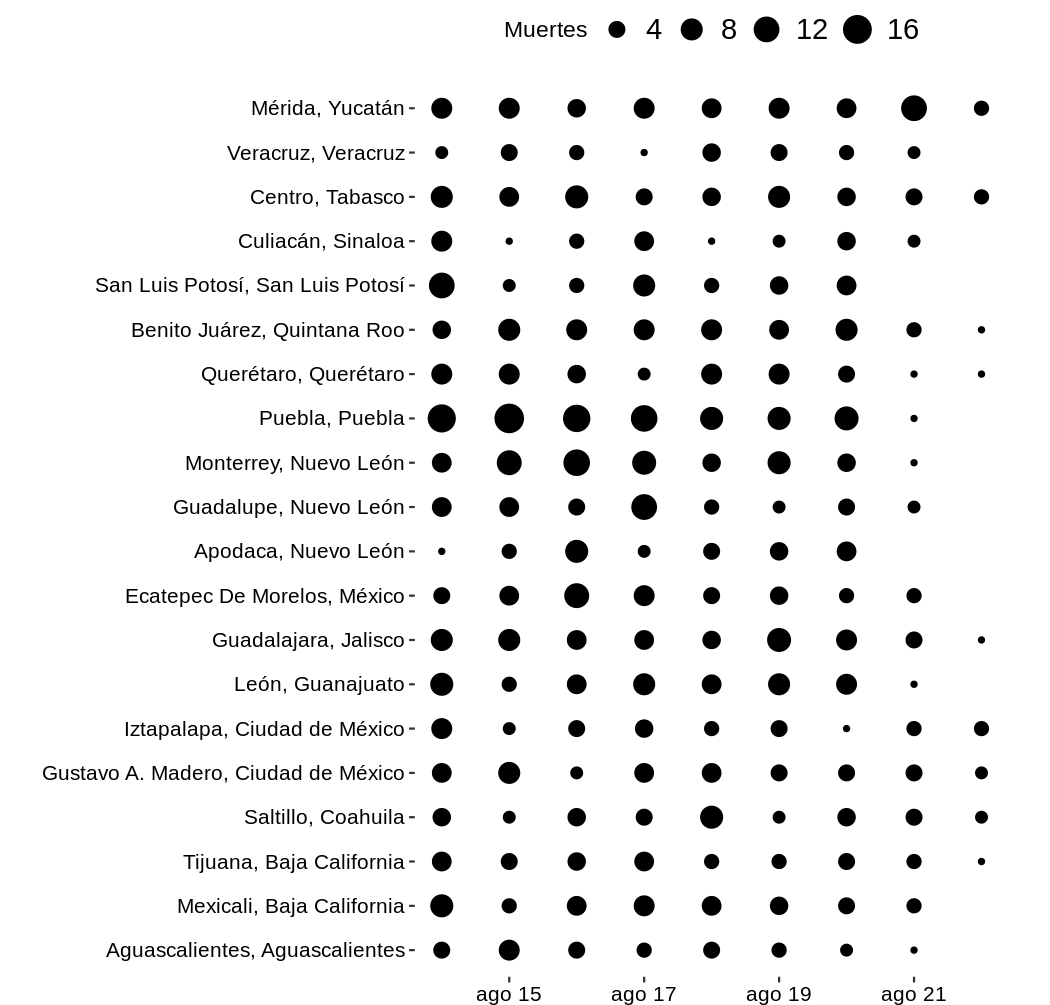 Muertes 4 8 12 16
Mérida, Yucatán
Veracruz, Veracruz
Centro, Tabasco
Culiacán, Sinaloa
San Luis Potosí, San Luis Potosí
Benito Juárez, Quintana Roo
Querétaro, Querétaro
Puebla, Puebla
Monterrey, Nuevo León
Guadalupe, Nuevo León
Apodaca, Nuevo León
Ecatepec De Morelos, México
Guadalajara, Jalisco
León, Guanajuato
Iztapalapa, Ciudad de México
Gustavo A. Madero, Ciudad de México
Saltillo, Coahuila
Tijuana, Baja California
Mexicali, Baja California
Aguascalientes, Aguascalientes
ago 15 ago 17 ago 19 ago 21